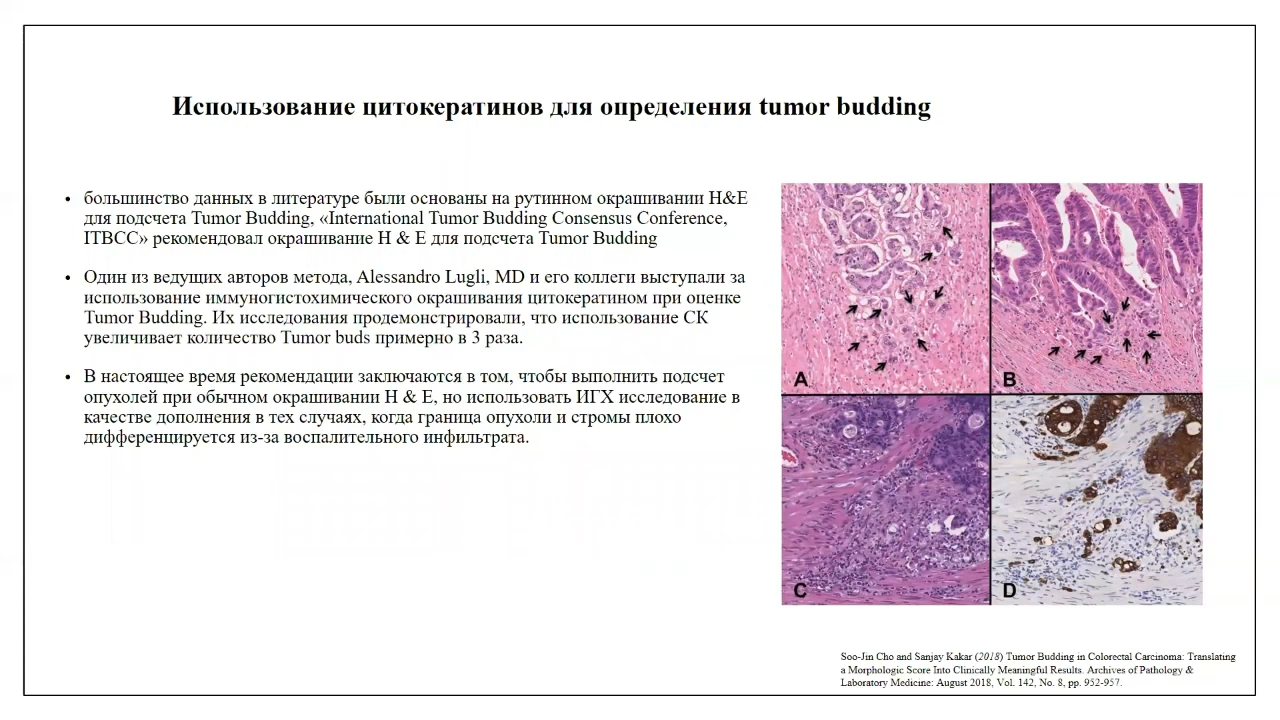 Использование цитокератинов для определения tumor budding
• большинство данных в литературе были основаны на рутинном окрашивании H&E
для подсчета Tumor Budding, «International Tumor Budding Consensus Conference,
ITBCC» рекомендовал окрашивание H & E для подсчета Tumor Budding
• Один из ведущих авторов метода, Alessandro Lugli, MD и его коллеги выступали за
использование иммуногистохимического окрашивания цитокератином при оценке
Tumor Budding. Их исследования продемонстрировали, что использование СК
увеличивает количество Tumor buds примерно в 3 раза.
• В настоящее время рекомендации заключаются в том, чтобы выполнить подсчет
опухолей при обычном окрашивании H & E, но использовать ИГХ исследование в
качестве дополнения в тех случаях, когда граница опухоли и стромы плохо
дифференцируется из-за воспалительного инфильтрата.
A
B
C
D
Soo-Jin Cho and Sanjay Kakar (2018) Tumor Budding in Colorectal Carcinoma: Translating
a Morphologic Score Into Clinically Meaningful Results. Archives of Pathology &
Laboratory Medicine: August 2018, Vol. 142, No. 8, pp. 952-957.